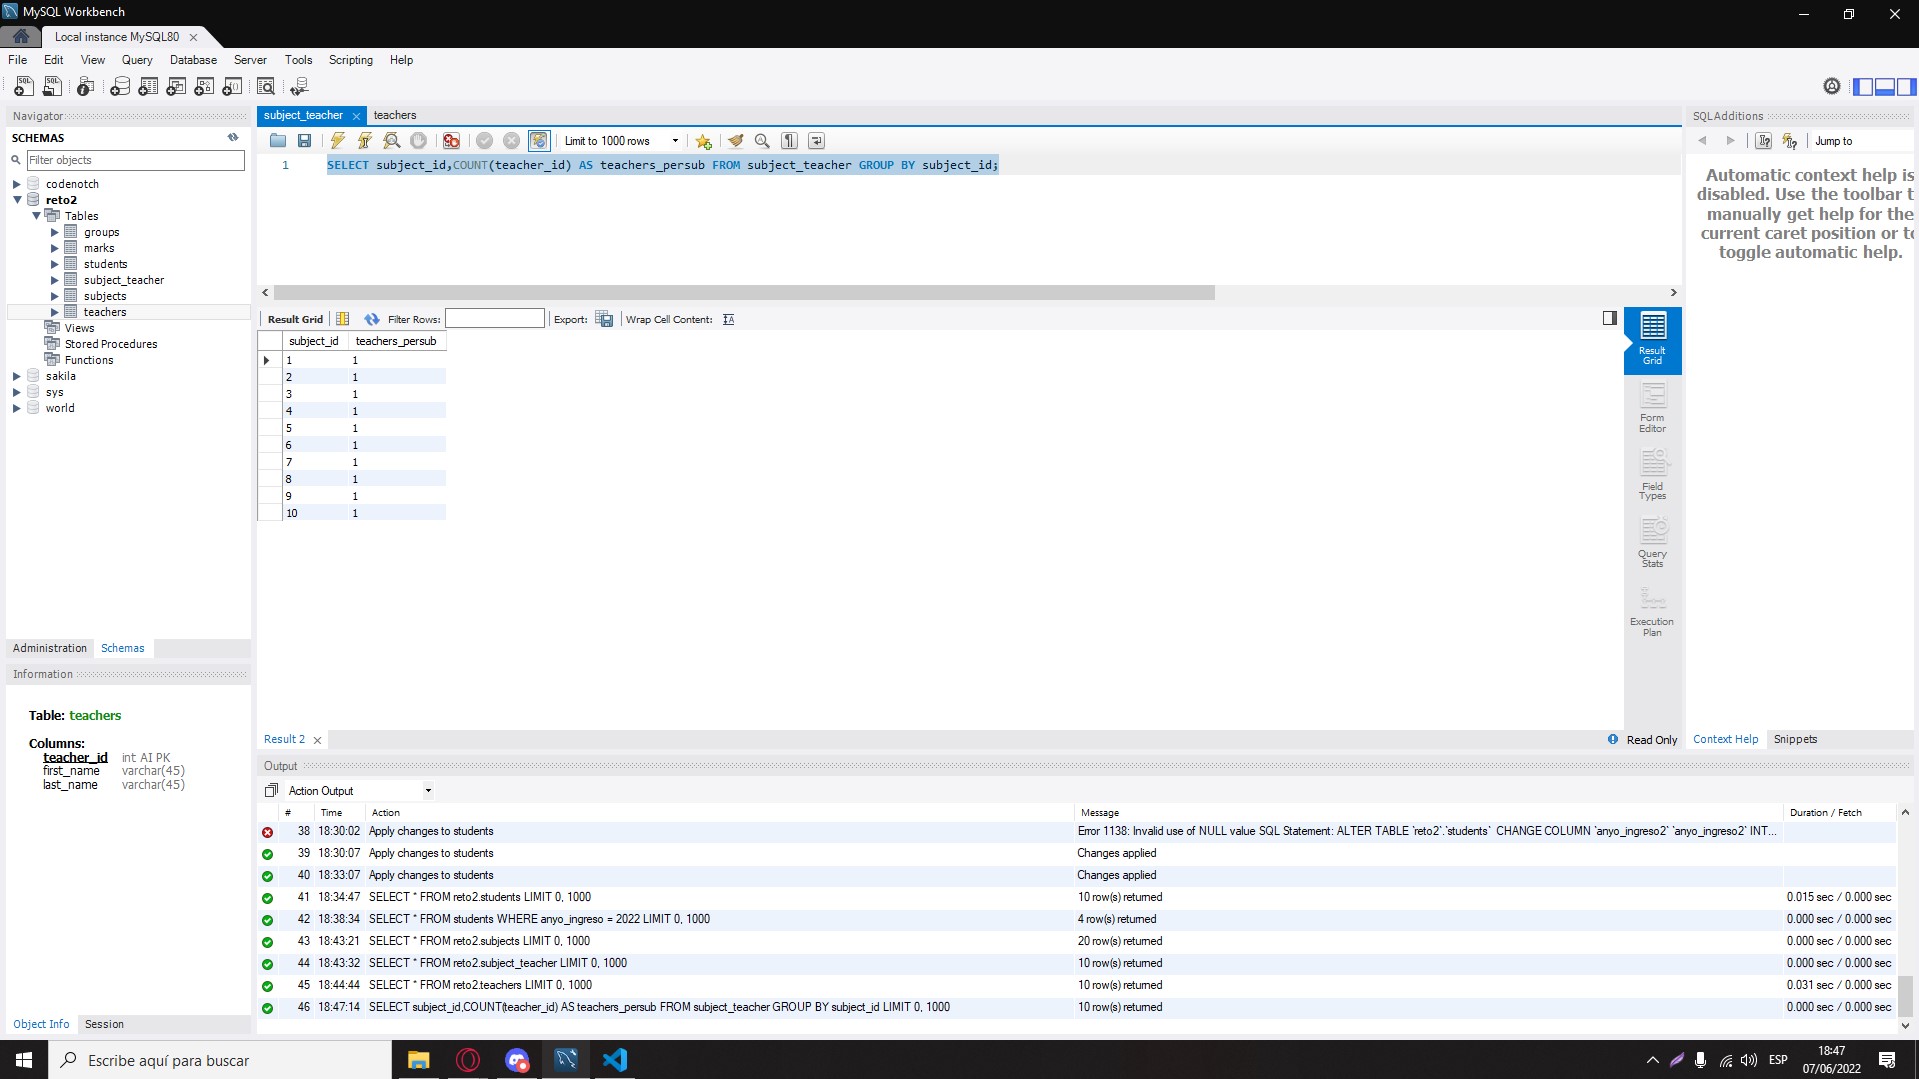 MySQL Workbench
Local instance MySQL80
File Edit View Query Database Server Tools Scripting Help
Navigator
SCHEMAS
Filter objects
codenotch
reto2
Tables
groups
marks
students
subject_teacher
subjects
teachers
Views
Stored Procedures
Functions
sakila
sys
world
Administration Schemas
Information
Table: teachers
Columns:
teacher_id int AI PK
first_name varchar(45)
last_name varchar(45)
Object Info Session
subject_teacher teachers
Limit to 1000 rows
1 SELECT subject_id,COUNT(teacher_id) AS teachers_persub FROM subject_teacher GROUP BY subject_id;
Result Grid Filter Rows: Export: Wrap Cell Content:
subject_id teachers_persub
1 1
2 1
3 1
4 1
5 1
6 1
7 1
8 1
9 1
10 1
Result Grid
Form Editor
Field Types
Query Stats
Execution Plan
Result 2
Read Only
SQLAdditions
Jump to
Automatic context help is
disabled. Use the toolbar t
manually get help for the
current caret position or to
toggle automatic help.
Context Help Snippets
Output
Action Output
# Time Action Message Duration / Fetch
38 18:30:02 Apply changes to students Error 1138: Invalid use of NULL value SQL Statement: ALTER TABLE `reto2`.`students` CHANGE COLUMN `anyo_ingreso2` `anyo_ingreso2` INT...
39 18:30:07 Apply changes to students Changes applied
40 18:33:07 Apply changes to students Changes applied
41 18:34:47 SELECT * FROM reto2.students LIMIT 0, 1000 10 row(s) returned 0.015 sec / 0.000 sec
42 18:38:34 SELECT * FROM students WHERE anyo_ingreso = 2022 LIMIT 0, 1000 4 row(s) returned 0.000 sec / 0.000 sec
43 18:43:21 SELECT * FROM reto2.subjects LIMIT 0, 1000 20 row(s) returned 0.000 sec / 0.000 sec
44 18:43:32 SELECT * FROM reto2.subject_teacher LIMIT 0, 1000 10 row(s) returned 0.000 sec / 0.000 sec
45 18:44:44 SELECT * FROM reto2.teachers LIMIT 0, 1000 10 row(s) returned 0.031 sec / 0.000 sec
46 18:47:14 SELECT subject_id,COUNT(teacher_id) AS teachers_persub FROM subject_teacher GROUP BY subject_id LIMIT 0, 1000 10 row(s) returned 0.000 sec / 0.000 sec
Escribe aquí para buscar
ESP
18:47
07/06/2022